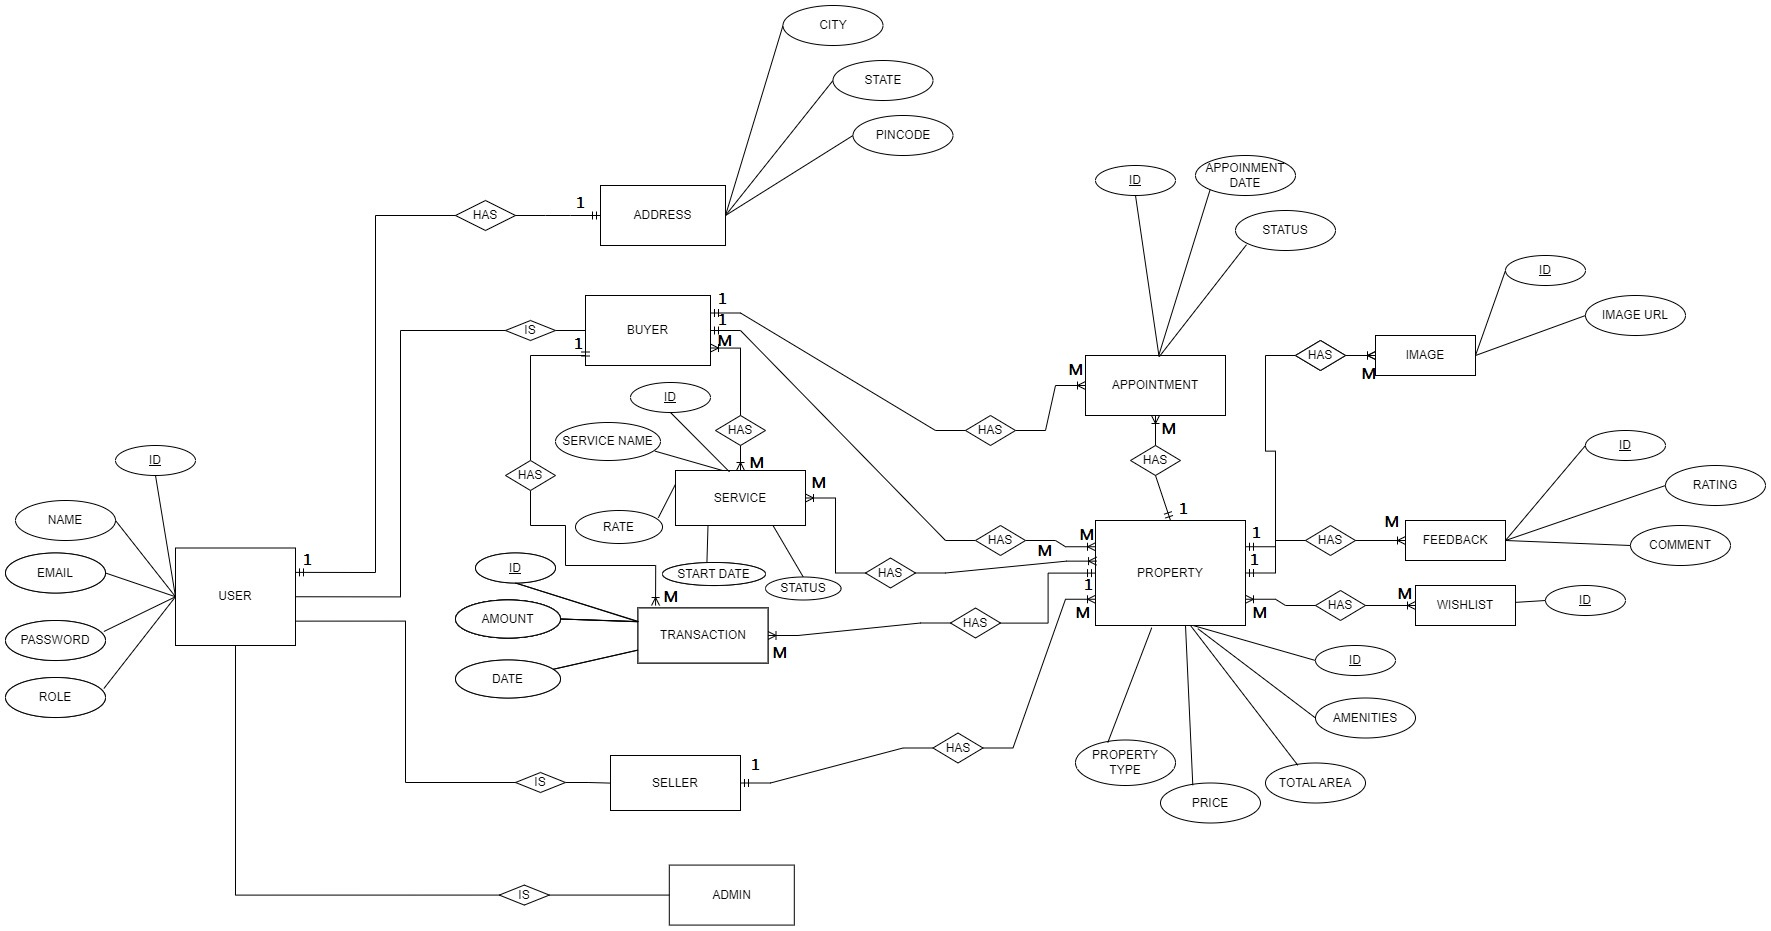 CITY
STATE
PINCODE
HAS
1
ADDRESS
ID
APPOINMENT
DATE
STATUS
ID
IMAGE URL
HAS
M
IMAGE
IS
BUYER
1
1
M
1
M
APPOINTMENT
M
HAS
HAS
1
ID
SERVICE NAME
HAS
M
SERVICE
M
RATE
START DATE
STATUS
HAS
HAS
M
M
HAS
M
HAS
1
M
1
1
M
PROPERTY
HAS
M
FEEDBACK
ID
RATING
COMMENT
HAS
M
WISHLIST
ID
ID
NAME
EMAIL
PASSWORD
ROLE
USER
1
ID
AMOUNT
DATE
M
TRANSACTION
M
ID
AMENITIES
TOTAL AREA
PRICE
PROPERTY
TYPE
HAS
IS
SELLER
1
IS
ADMIN